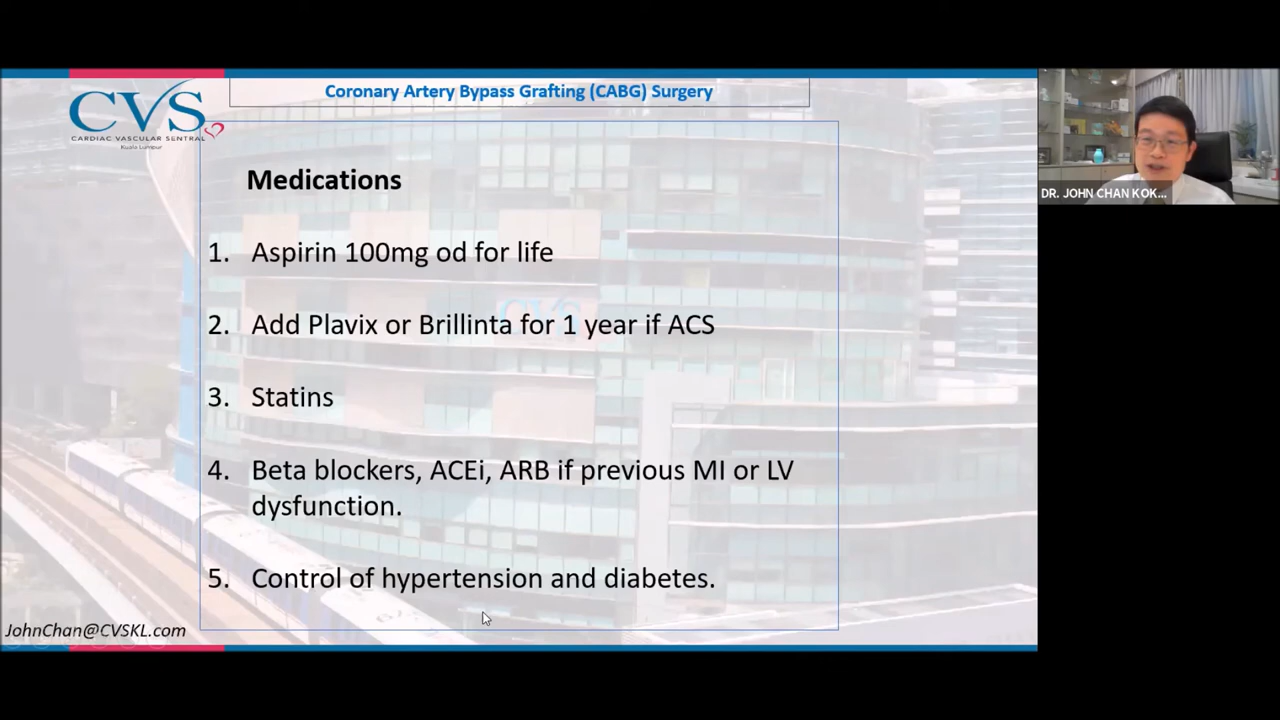 Coronary Artery Bypass Grafting (CABG) Surgery
CVS
CARDIAC VASCULAR SENTRAL
Kuala Lumpur
DR. JOHN CHAN KOK...
Medications
1. Aspirin 100mg od for life
2. Add Plavix or Brillinta for 1 year if ACS
3. Statins
4. Beta blockers, ACEi, ARB if previous MI or LV
dysfunction.
5. Control of hypertension and diabetes.
JohnChan@CVSKL.com